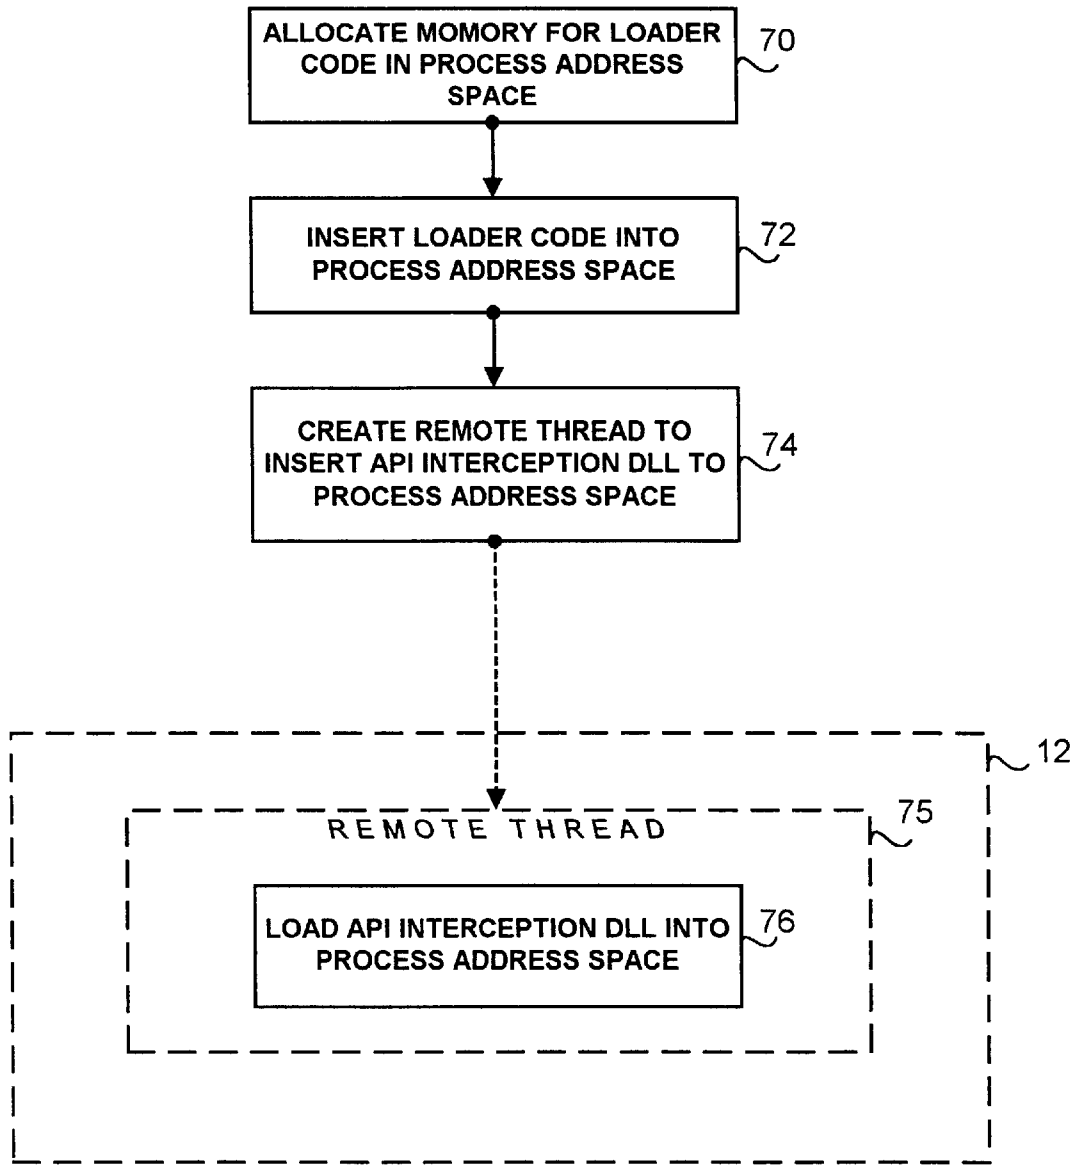 ALLOCATE MOMORY FOR LOADER
CODE IN PROCESS ADDRESS
SPACE
70
INSERT LOADER CODE INTO
PROCESS ADDRESS SPACE
72
CREATE REMOTE THREAD TO
INSERT API INTERCEPTION DLL TO
PROCESS ADDRESS SPACE
74
12
REMOTE THREAD
75
LOAD API INTERCEPTION DLL INTO
PROCESS ADDRESS SPACE
76